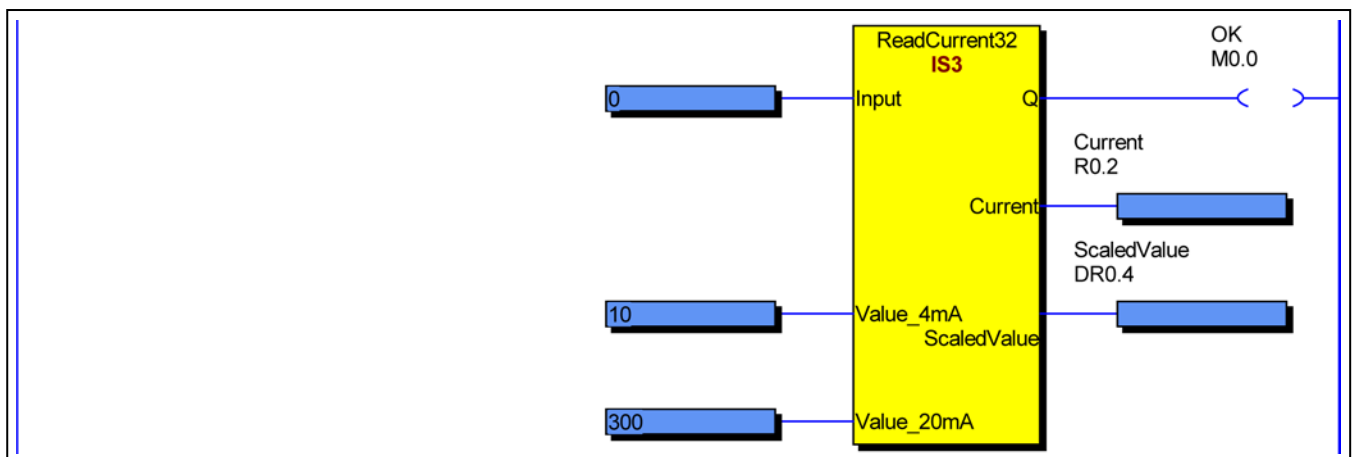 ReadCurrent32
IS3
OK
M0.0
0
Input
Q
Current
R0.2
Current
ScaledValue
DR0.4
10
Value_4mA
ScaledValue
300
Value_20mA